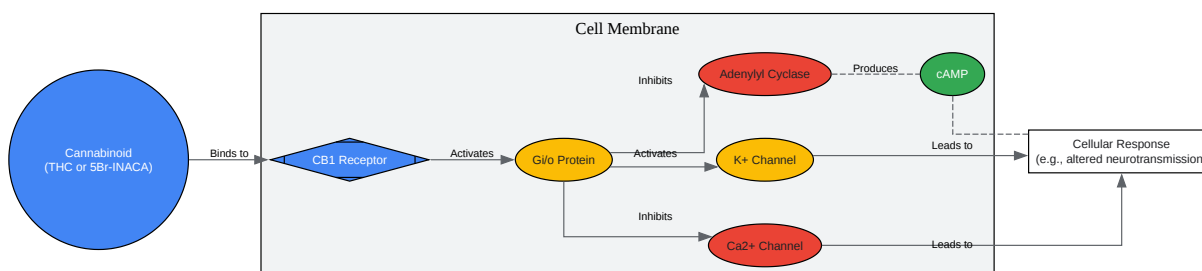 Cell Membrane
Cannabinoid
(THC or 5Br-INACA)
Binds to
CB1 Receptor
Activates
Gi/o Protein
Inhibits
Adenylyl Cyclase
Produces
cAMP
Activates
K+ Channel
Leads to
Inhibits
Ca2+ Channel
Leads to
Cellular Response
(e.g., altered neurotransmission)